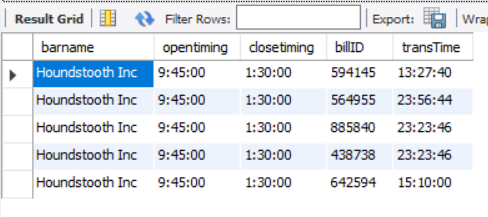 Result Grid Filter Rows: Export: Wra
barname opentiming closetiming billID transTime
Houndstooth Inc 9:45:00 1:30:00 594145 13:27:40
Houndstooth Inc 9:45:00 1:30:00 564955 23:56:44
Houndstooth Inc 9:45:00 1:30:00 885840 23:23:46
Houndstooth Inc 9:45:00 1:30:00 438738 23:23:46
Houndstooth Inc 9:45:00 1:30:00 642594 15:10:00